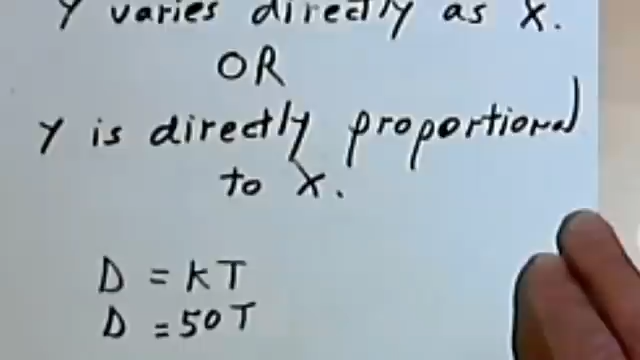 Y varies directly as X.
OR
Y is directly proportional
to X.
D = KT
D = 50T